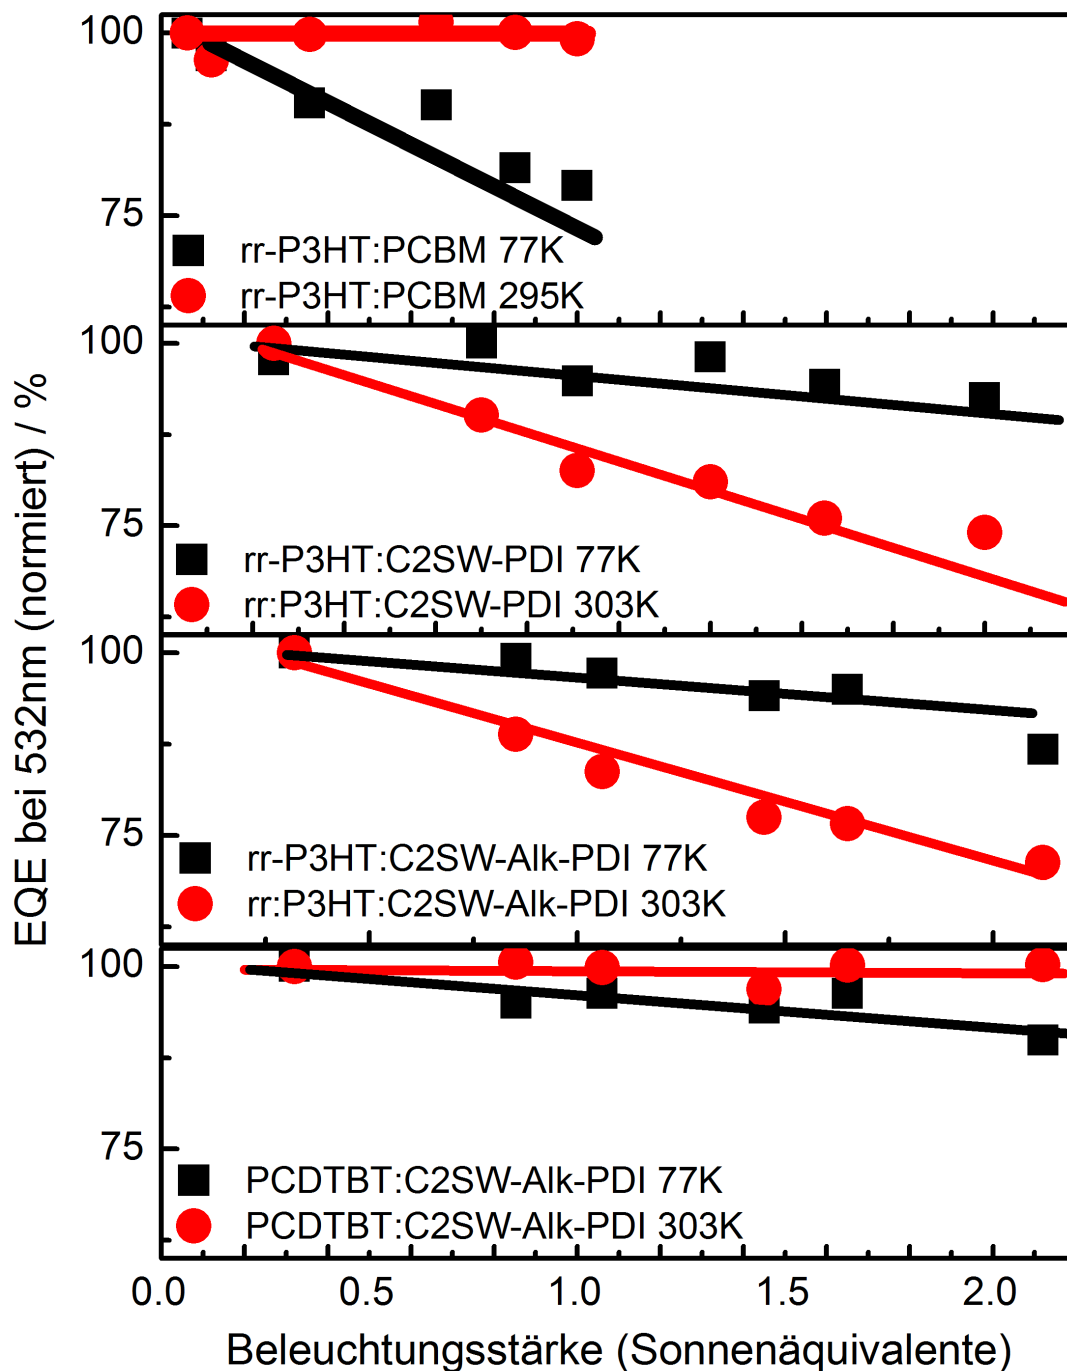 EQE bei 532nm (normiert) / %
100
75
rr-P3HT:PCBM 77K
rr-P3HT:PCBM 295K
100
75
rr-P3HT:C2SW-PDI 77K
rr:P3HT:C2SW-PDI 303K
100
75
rr-P3HT:C2SW-Alk-PDI 77K
rr:P3HT:C2SW-Alk-PDI 303K
100
75
PCDTBT:C2SW-Alk-PDI 77K
PCDTBT:C2SW-Alk-PDI 303K
0.0 0.5 1.0 1.5 2.0
Beleuchtungsstärke (Sonnenäquivalente)